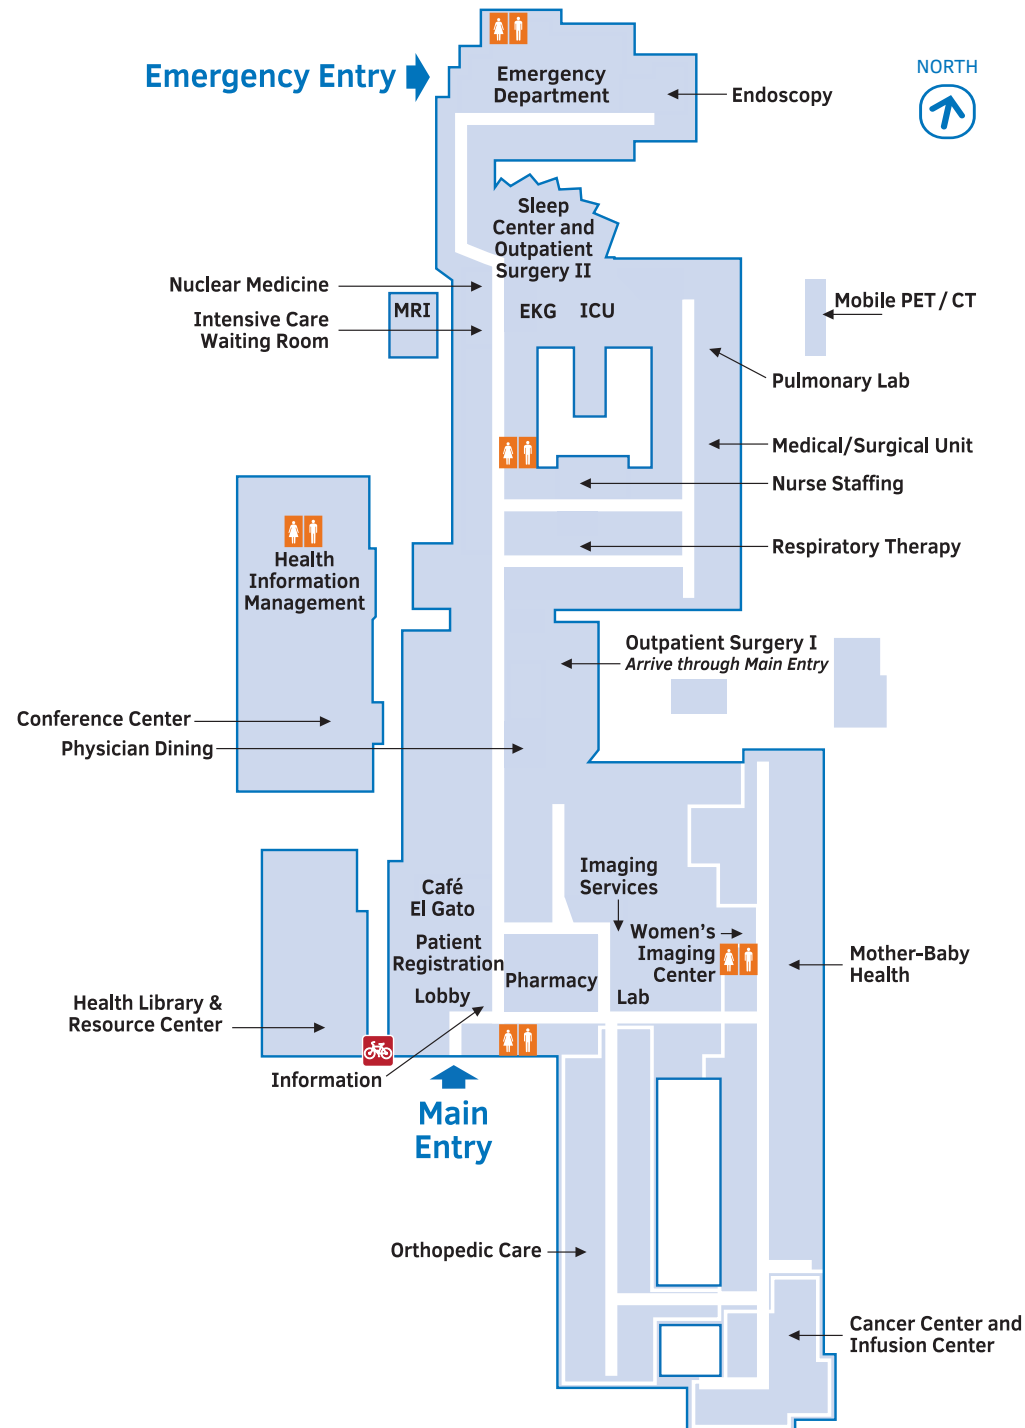 NORTH
Emergency Entry
Emergency
Department
Endoscopy
Sleep
Center and
Outpatient
Surgery II
Nuclear Medicine
MRI
EKG
ICU
Mobile PET / CT
Intensive Care
Waiting Room
Pulmonary Lab
Medical/Surgical Unit
Nurse Staffing
Respiratory Therapy
Health
Information
Management
Outpatient Surgery I
Arrive through Main Entry
Conference Center
Physician Dining
Imaging
Services
Café
El Gato
Women's
Imaging
Center
Patient
Registration
Pharmacy
Mother-Baby
Health
Lobby
Lab
Health Library &
Resource Center
Information
Main
Entry
Orthopedic Care
Cancer Center and
Infusion Center